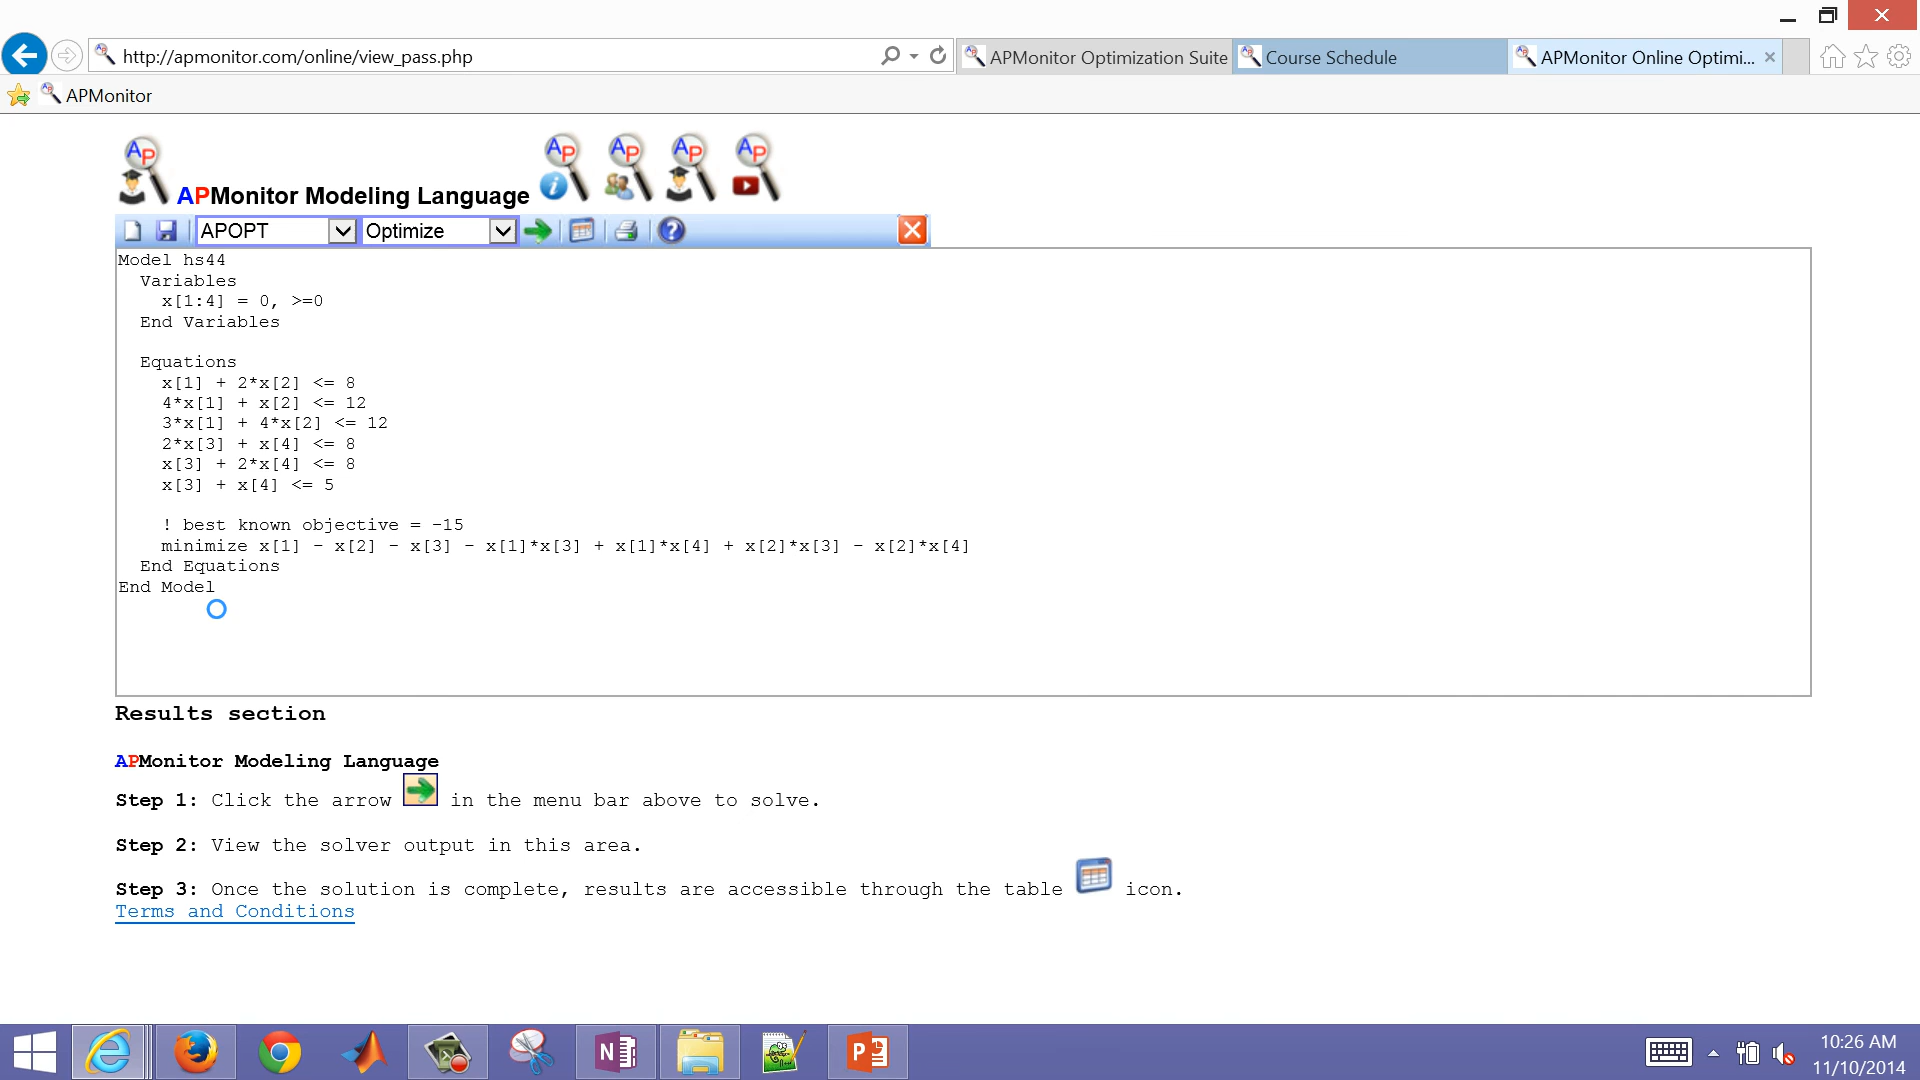 http://apmonitor.com/online/view_pass.php
APMonitor Optimization Suite
Course Schedule
APMonitor Online Optimi...
APMonitor
APMonitor Modeling Language
APOPT
Optimize
Model hs44
Variables
x[1:4] = 0, >=0
End Variables
Equations
x[1] + 2*x[2] <= 8
4*x[1] + x[2] <= 12
3*x[1] + 4*x[2] <= 12
2*x[3] + x[4] <= 8
x[3] + 2*x[4] <= 8
x[3] + x[4] <= 5
! best known objective = -15
minimize x[1] - x[2] - x[3] - x[1]*x[3] + x[1]*x[4] + x[2]*x[3] - x[2]*x[4]
End Equations
End Model
Results section
APMonitor Modeling Language
Step 1: Click the arrow in the menu bar above to solve.
Step 2: View the solver output in this area.
Step 3: Once the solution is complete, results are accessible through the table icon.
Terms and Conditions
10:26 AM
11/10/2014